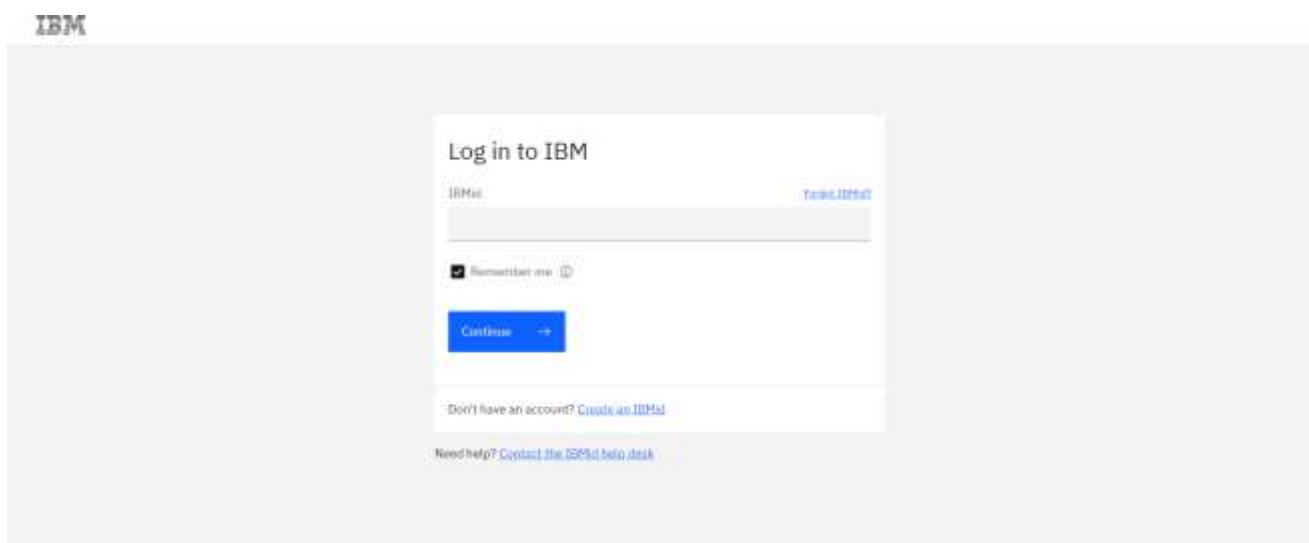 IBM
Log in to IBM
IBMid
Forgot IBMid?
Remember me
Continue →
Don't have an account? Create an IBMid
Need help? Contact the IBMid help desk